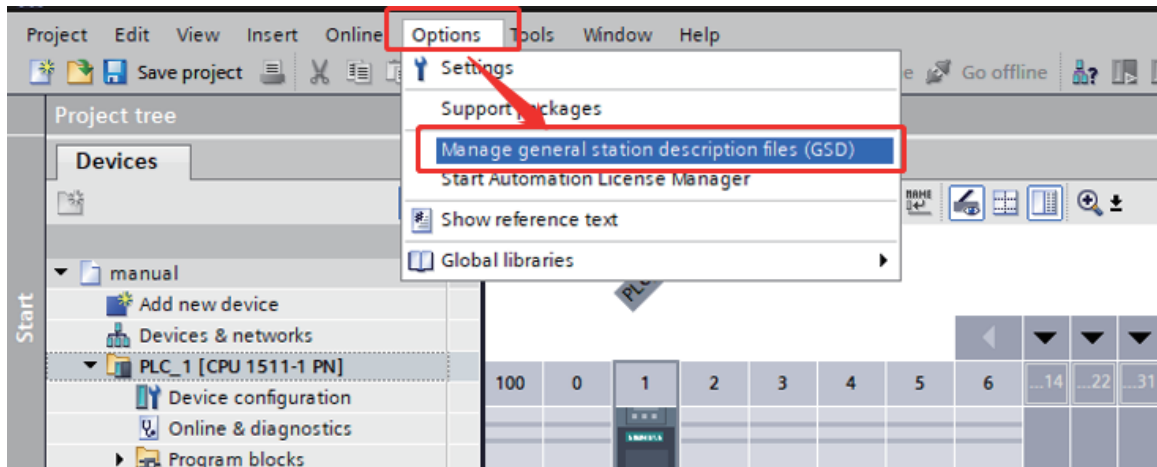 Project Edit View Insert Online Options Tools Window Help
Save project Go offline
Settings
Support packages
Manage general station description files (GSD)
Start Automation License Manager
Show reference text
Global libraries
Project tree
Devices
Start
manual
Add new device
Devices & networks
PLC_1 [CPU 1511-1 PN]
Device configuration
Online & diagnostics
Program blocks
NAME
100 0 1 2 3 4 5 6 ...14 ...22 ...31
SIEMENS